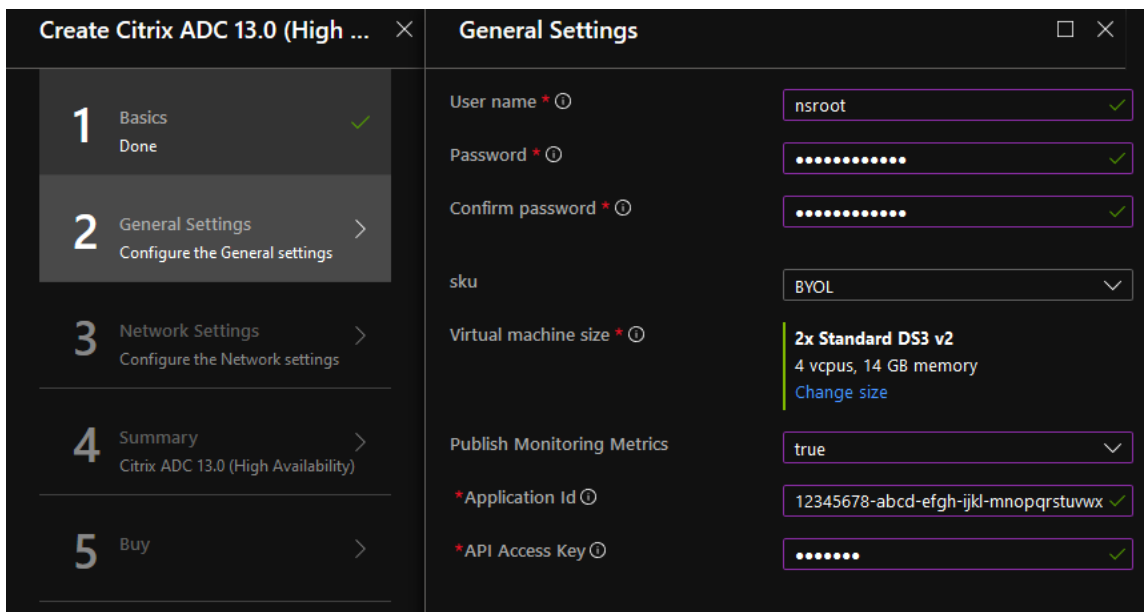 Create Citrix ADC 13.0 (High ...
1
Basics
Done
2
General Settings
Configure the General settings
3
Network Settings
Configure the Network settings
4
Summary
Citrix ADC 13.0 (High Availability)
5
Buy
General Settings
User name *
nsroot
Password *
••••••••••••
Confirm password *
••••••••••••
sku
BYOL
Virtual machine size *
2x Standard DS3 v2
4 vcpus, 14 GB memory
Change size
Publish Monitoring Metrics
true
*Application Id
12345678-abcd-efgh-ijkl-mnopqrstuvwx
*API Access Key
•••••••